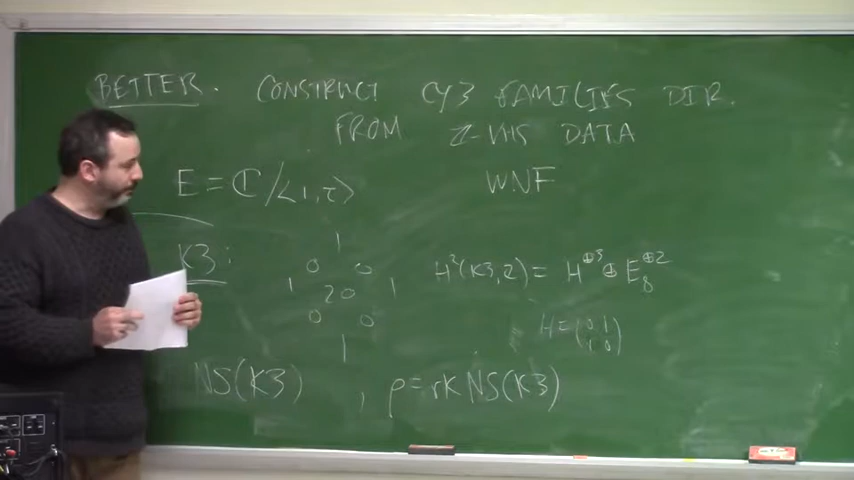 BETTER. CONSTRUCT CY3 FAMILIES DIR.
FROM Z-VHS DATA
E = ℂ/<1,τ> WNF
K3: 1
0 0
1 20 1
0 0
1
H²(K3,Z) = H^{⊕3} ⊕ E_8^{⊕2}
H = (0 1
1 0)
NS(K3), ρ = rk NS(K3)